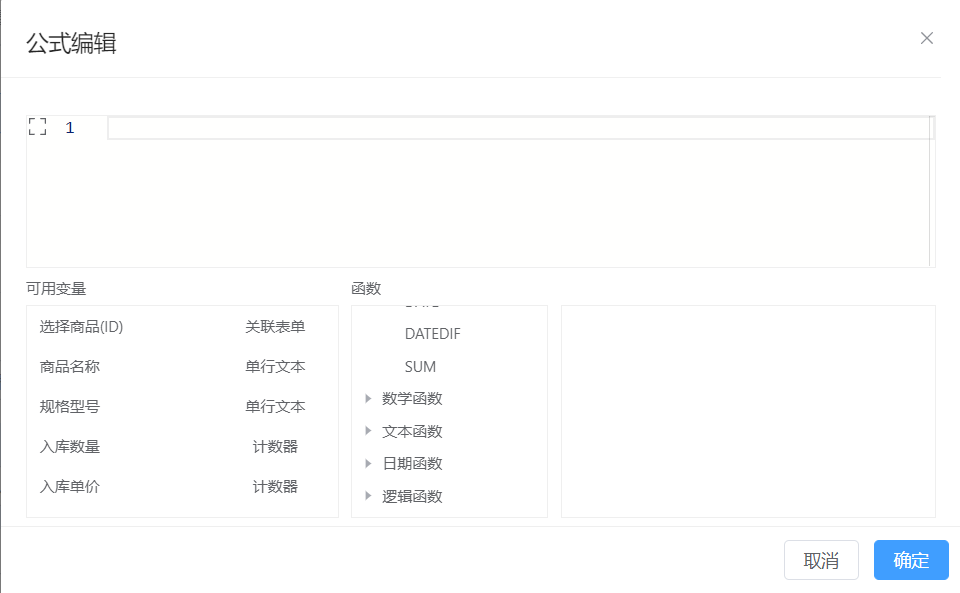 公式编辑
1
可用变量 函数
选择商品(ID) 关联表单
商品名称 单行文本
规格型号 单行文本
入库数量 计数器
入库单价 计数器
DATEDIF
SUM
数学函数
文本函数
日期函数
逻辑函数
取消 确定